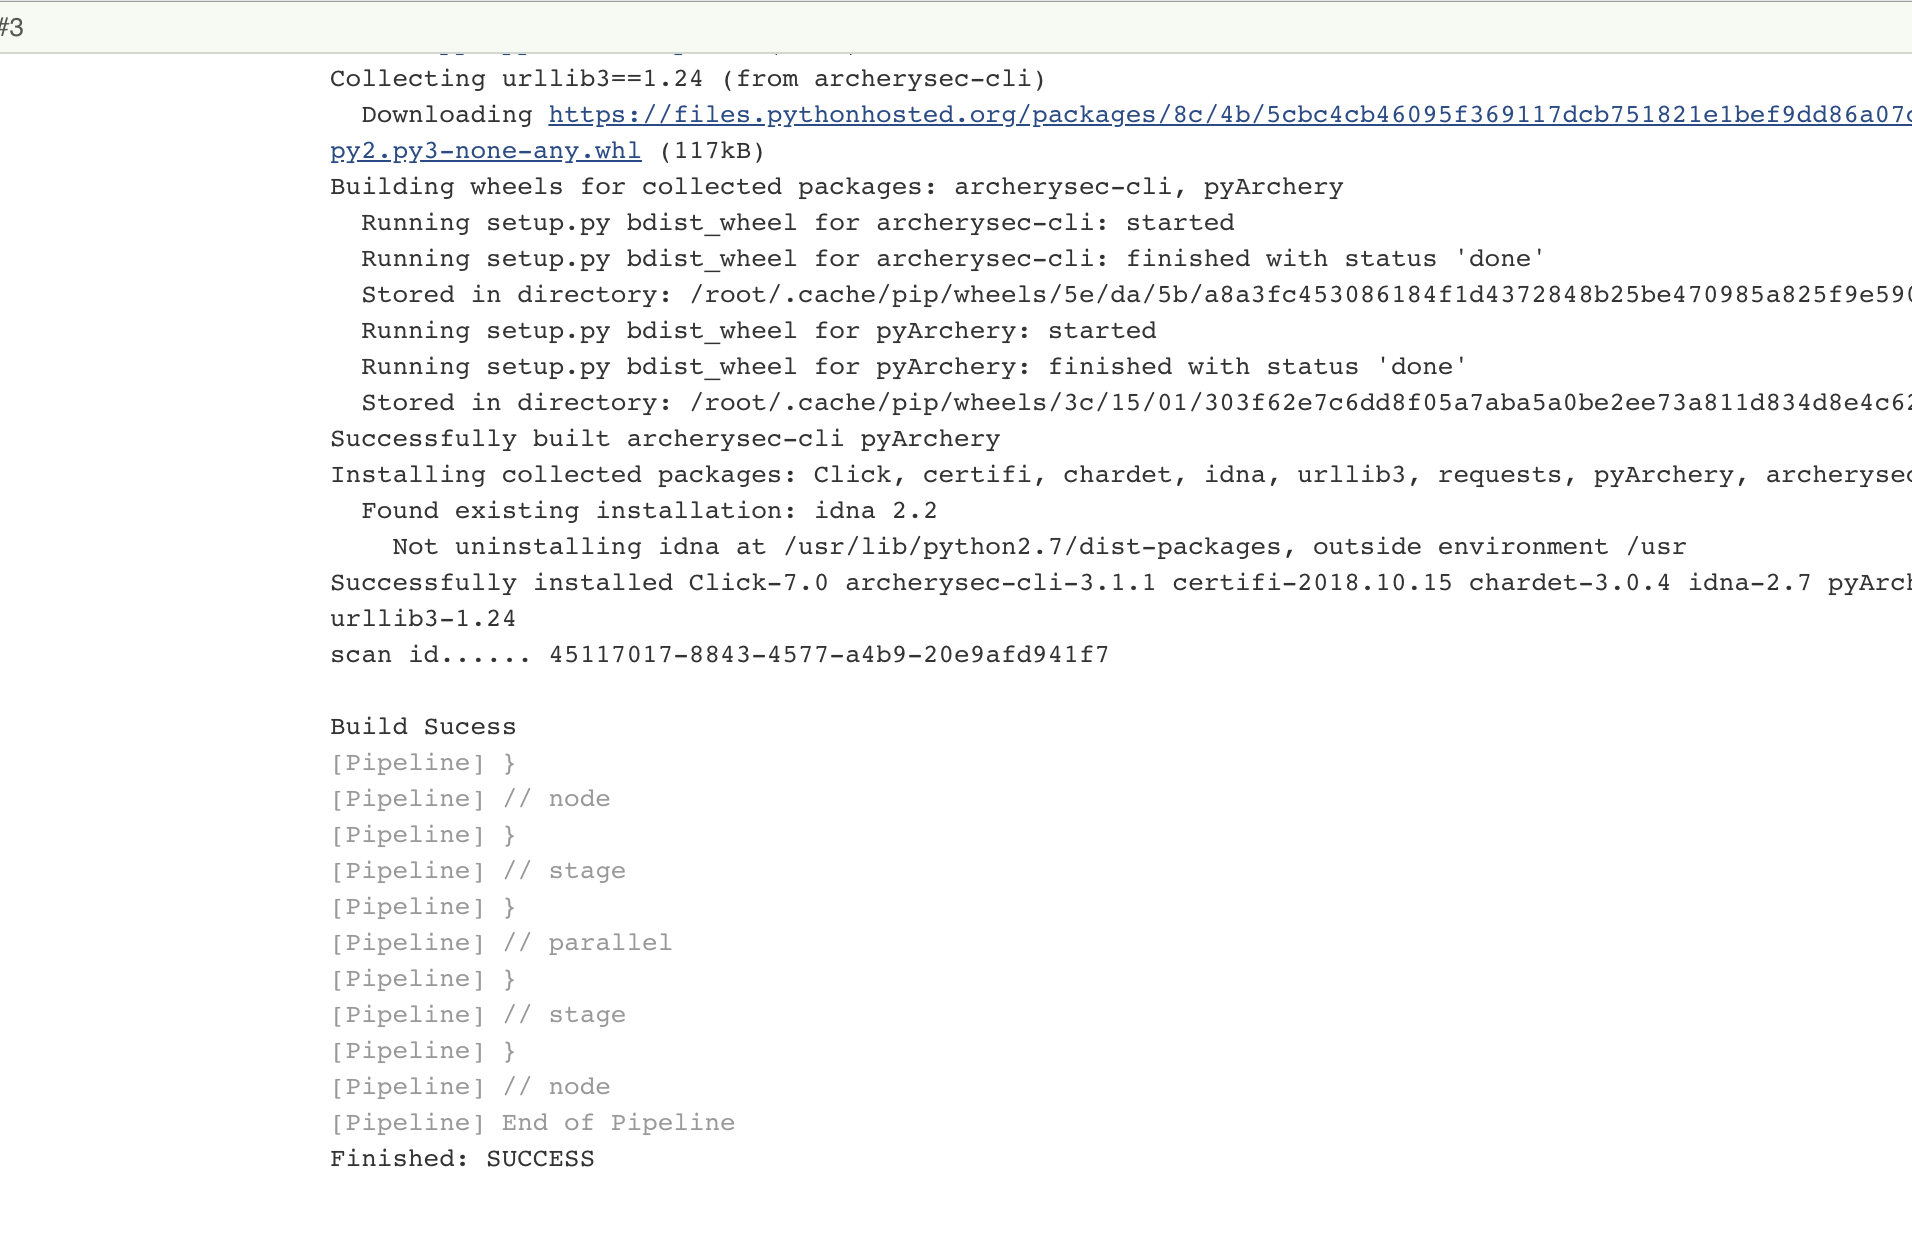 #3
Collecting urllib3==1.24 (from archerysec-cli)
Downloading https://files.pythonhosted.org/packages/8c/4b/5cbc4cb46095f369117dcb751821e1bef9dd86a07c
py2.py3-none-any.whl (117kB)
Building wheels for collected packages: archerysec-cli, pyArchery
Running setup.py bdist_wheel for archerysec-cli: started
Running setup.py bdist_wheel for archerysec-cli: finished with status 'done'
Stored in directory: /root/.cache/pip/wheels/5e/da/5b/a8a3fc453086184f1d4372848b25be470985a825f9e590
Running setup.py bdist_wheel for pyArchery: started
Running setup.py bdist_wheel for pyArchery: finished with status 'done'
Stored in directory: /root/.cache/pip/wheels/3c/15/01/303f62e7c6dd8f05a7aba5a0be2ee73a811d834d8e4c62
Successfully built archerysec-cli pyArchery
Installing collected packages: Click, certifi, chardet, idna, urllib3, requests, pyArchery, archerysec
Found existing installation: idna 2.2
Not uninstalling idna at /usr/lib/python2.7/dist-packages, outside environment /usr
Successfully installed Click-7.0 archerysec-cli-3.1.1 certifi-2018.10.15 chardet-3.0.4 idna-2.7 pyArch
urllib3-1.24
scan id...... 45117017-8843-4577-a4b9-20e9afd941f7
Build Sucess
[Pipeline] }
[Pipeline] // node
[Pipeline] }
[Pipeline] // stage
[Pipeline] }
[Pipeline] // parallel
[Pipeline] }
[Pipeline] // stage
[Pipeline] }
[Pipeline] // node
[Pipeline] End of Pipeline
Finished: SUCCESS